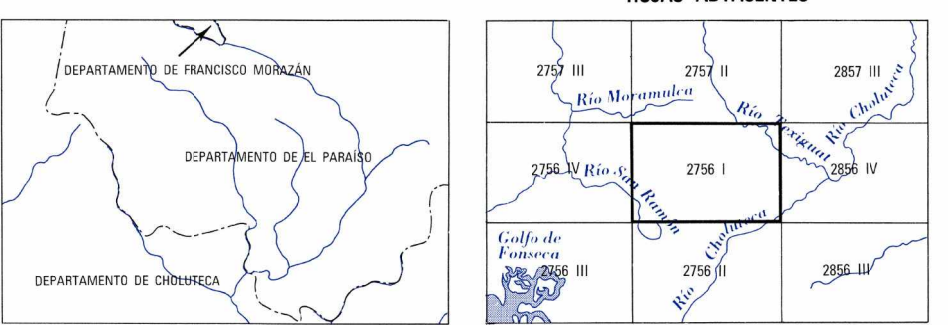 HOJAS ADYACENTES
DEPARTAMENTO DE FRANCISCO MORAZÁN
DEPARTAMENTO DE EL PARAÍSO
DEPARTAMENTO DE CHOLUTECA
2757 III
2757 II
2857 III
Río Moramulca
Río Texiguat
Río Choluteca
2756 IV
Río San Ramón
2756 I
2856 IV
Golfo de
Fonseca
2756 III
Río Choluteca
2756 II
2856 III